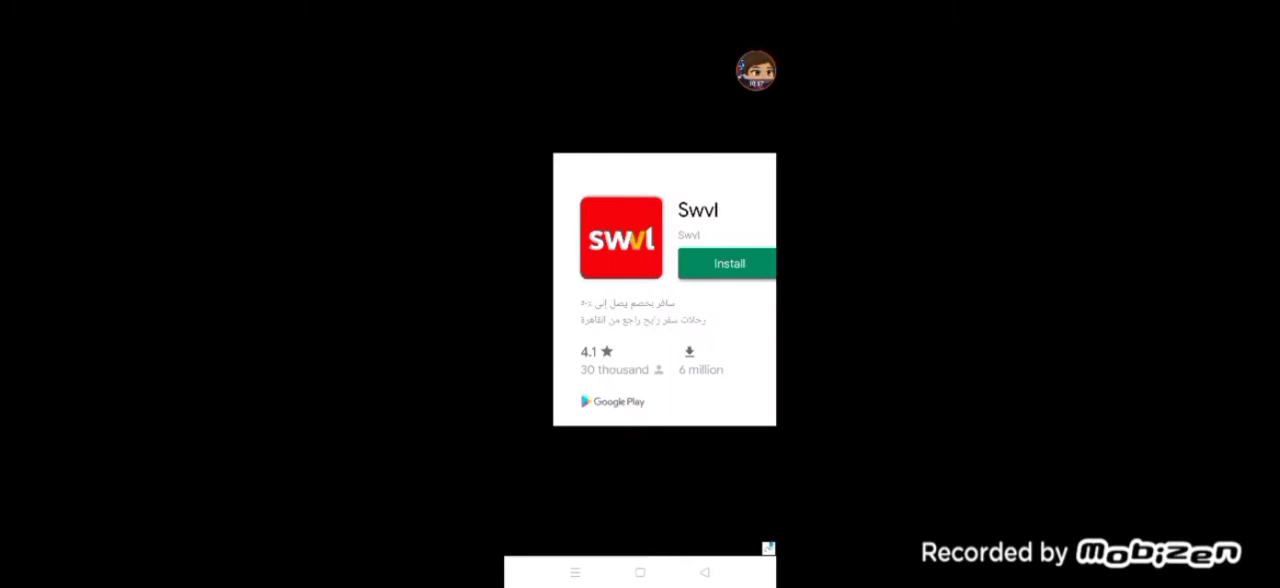 Swvl
swvl
Swvl
Install
سافر بخصم يصل إلى ٥٠٪
رحلات سفر رايح راجع من القاهرة
4.1
30 thousand
6 million
Google Play
Recorded by mobizen